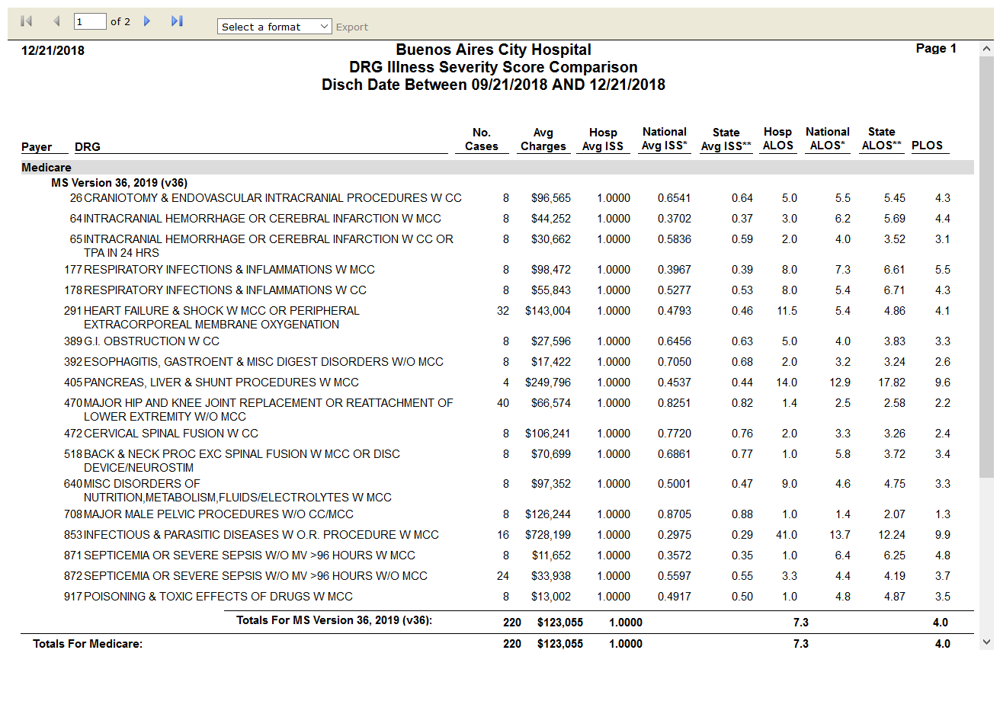 1 of 2 Select a format Export
12/21/2018 Buenos Aires City Hospital Page 1
DRG Illness Severity Score Comparison
Disch Date Between 09/21/2018 AND 12/21/2018
No. Avg Hosp National State Hosp National State
Payer DRG Cases Charges Avg ISS Avg ISS* Avg ISS** ALOS ALOS* ALOS** PLOS
Medicare
MS Version 36, 2019 (v36)
26 CRANIOTOMY & ENDOVASCULAR INTRACRANIAL PROCEDURES W CC 8 $96,565 1.0000 0.6541 0.64 5.0 5.5 5.45 4.3
64 INTRACRANIAL HEMORRHAGE OR CEREBRAL INFARCTION W MCC 8 $44,252 1.0000 0.3702 0.37 3.0 6.2 5.69 4.4
65 INTRACRANIAL HEMORRHAGE OR CEREBRAL INFARCTION W CC OR 8 $30,662 1.0000 0.5836 0.59 2.0 4.0 3.52 3.1
TPA IN 24 HRS
177 RESPIRATORY INFECTIONS & INFLAMMATIONS W MCC 8 $98,472 1.0000 0.3967 0.39 8.0 7.3 6.61 5.5
178 RESPIRATORY INFECTIONS & INFLAMMATIONS W CC 8 $55,843 1.0000 0.5277 0.53 8.0 5.4 6.71 4.3
291 HEART FAILURE & SHOCK W MCC OR PERIPHERAL 32 $143,004 1.0000 0.4793 0.46 11.5 5.4 4.86 4.1
EXTRACORPOREAL MEMBRANE OXYGENATION
389 G.I. OBSTRUCTION W CC 8 $27,596 1.0000 0.6456 0.63 5.0 4.0 3.83 3.3
392 ESOPHAGITIS, GASTROENT & MISC DIGEST DISORDERS W/O MCC 8 $17,422 1.0000 0.7050 0.68 2.0 3.2 3.24 2.6
405 PANCREAS, LIVER & SHUNT PROCEDURES W MCC 4 $249,796 1.0000 0.4537 0.44 14.0 12.9 17.82 9.6
470 MAJOR HIP AND KNEE JOINT REPLACEMENT OR REATTACHMENT OF 40 $66,574 1.0000 0.8251 0.82 1.4 2.5 2.58 2.2
LOWER EXTREMITY W/O MCC
472 CERVICAL SPINAL FUSION W CC 8 $106,241 1.0000 0.7720 0.76 2.0 3.3 3.26 2.4
518 BACK & NECK PROC EXC SPINAL FUSION W MCC OR DISC 8 $70,699 1.0000 0.6861 0.77 1.0 5.8 3.72 3.4
DEVICE/NEUROSTIM
640 MISC DISORDERS OF 8 $97,352 1.0000 0.5001 0.47 9.0 4.6 4.75 3.3
NUTRITION,METABOLISM,FLUIDS/ELECTROLYTES W MCC
708 MAJOR MALE PELVIC PROCEDURES W/O CC/MCC 8 $126,244 1.0000 0.8705 0.88 1.0 1.4 2.07 1.3
853 INFECTIOUS & PARASITIC DISEASES W O.R. PROCEDURE W MCC 16 $728,199 1.0000 0.2975 0.29 41.0 13.7 12.24 9.9
871 SEPTICEMIA OR SEVERE SEPSIS W/O MV >96 HOURS W MCC 8 $11,652 1.0000 0.3572 0.35 1.0 6.4 6.25 4.8
872 SEPTICEMIA OR SEVERE SEPSIS W/O MV >96 HOURS W/O MCC 24 $33,938 1.0000 0.5597 0.55 3.3 4.4 4.19 3.7
917 POISONING & TOXIC EFFECTS OF DRUGS W MCC 8 $13,002 1.0000 0.4917 0.50 1.0 4.8 4.87 3.5
Totals For MS Version 36, 2019 (v36): 220 $123,055 1.0000 7.3 4.0
Totals For Medicare: 220 $123,055 1.0000 7.3 4.0